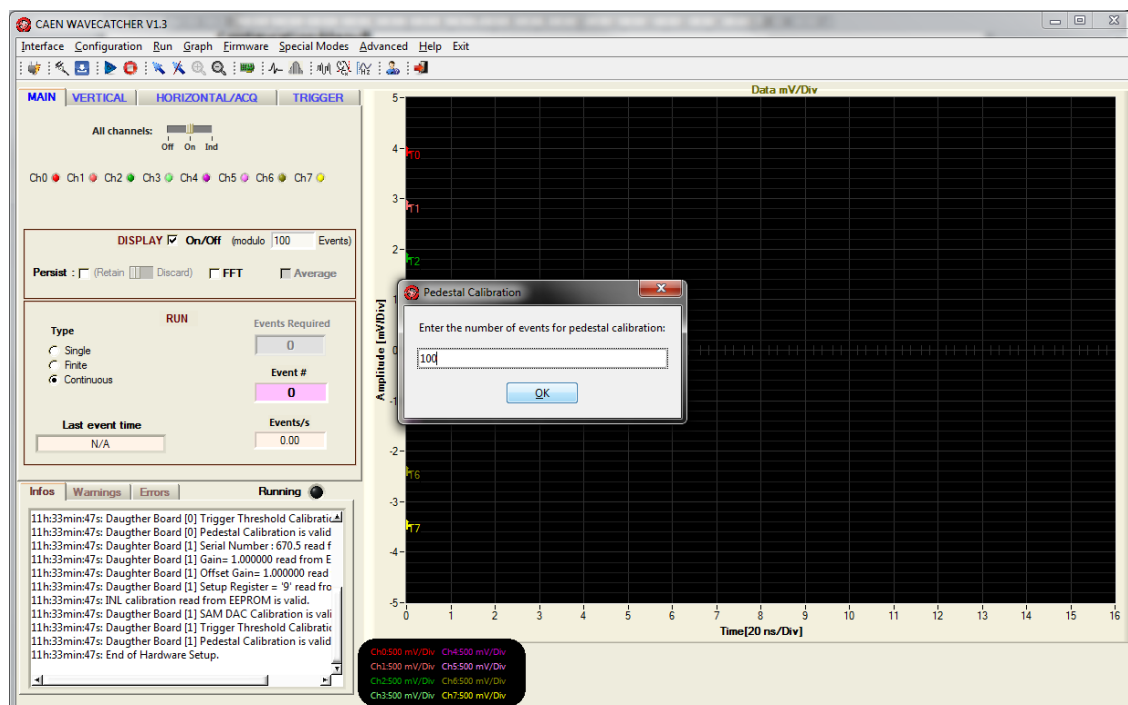 CAEN WAVECATCHER V1.3
Interface Configuration Run Graph Firmware Special Modes Advanced Help Exit
MAIN VERTICAL HORIZONTAL/ACQ TRIGGER
All channels:
Off On Ind
Ch0 Ch1 Ch2 Ch3 Ch4 Ch5 Ch6 Ch7
DISPLAY On/Off (modulo 100 Events)
Persist : (Retain Discard) FFT Average
RUN
Type
Single
Finite
Continuous
Events Required
0
Event #
0
Last event time
N/A
Events/s
0.00
Infos Warnings Errors Running
11h:33min:47s: Daugther Board [0] Trigger Threshold Calibratic
11h:33min:47s: Daugther Board [0] Pedestal Calibration is valid
11h:33min:47s: Daughter Board [1] Serial Number : 670.5 read f
11h:33min:47s: Daughter Board [1] Gain= 1.000000 read from E
11h:33min:47s: Daughter Board [1] Offset Gain= 1.000000 read
11h:33min:47s: Daugther Board [1] Setup Register = '9' read fro
11h:33min:47s: INL calibration read from EEPROM is valid.
11h:33min:47s: Daugther Board [1] SAM DAC Calibration is vali
11h:33min:47s: Daugther Board [1] Trigger Threshold Calibratic
11h:33min:47s: Daugther Board [1] Pedestal Calibration is valid
11h:33min:47s: End of Hardware Setup.
Data mV/Div
Amplitude [mV/Div]
5
4
3
2
1
0
-1
-2
-3
-4
-5
T0
T1
T2
T6
T7
Pedestal Calibration
Enter the number of events for pedestal calibration:
100
OK
0 1 2 3 4 5 6 7 8 9 10 11 12 13 14 15 16
Time[20 ns/Div]
Ch0:500 mV/Div Ch4:500 mV/Div
Ch1:500 mV/Div Ch5:500 mV/Div
Ch2:500 mV/Div Ch6:500 mV/Div
Ch3:500 mV/Div Ch7:500 mV/Div